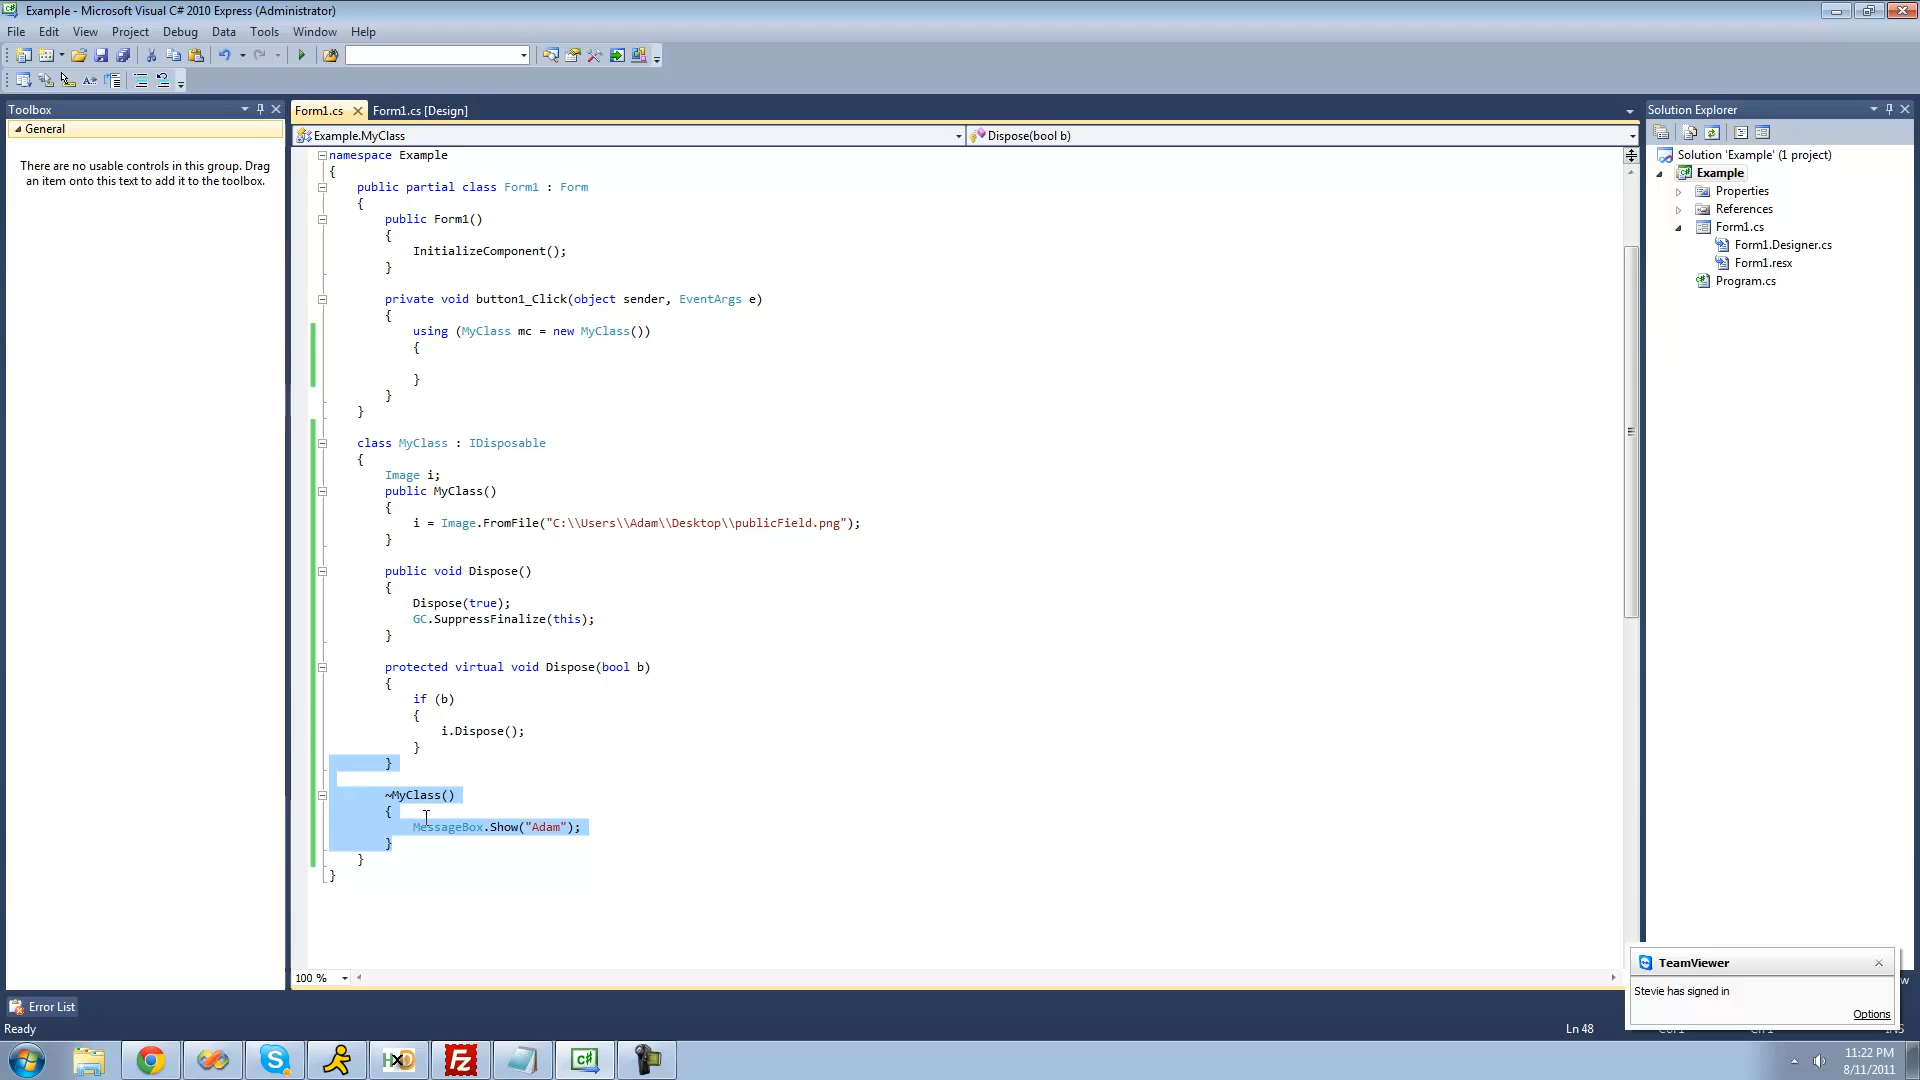 Example - Microsoft Visual C# 2010 Express (Administrator)
File Edit View Project Debug Data Tools Window Help
Toolbox
General
There are no usable controls in this group. Drag
an item onto this text to add it to the toolbox.
Form1.cs Form1.cs [Design]
Example.MyClass Dispose(bool b)
namespace Example
{
public partial class Form1 : Form
{
public Form1()
{
InitializeComponent();
}
private void button1_Click(object sender, EventArgs e)
{
using (MyClass mc = new MyClass())
{
}
}
}
class MyClass : IDisposable
{
Image i;
public MyClass()
{
i = Image.FromFile("C:\\Users\\Adam\\Desktop\\publicField.png");
}
public void Dispose()
{
Dispose(true);
GC.SuppressFinalize(this);
}
protected virtual void Dispose(bool b)
{
if (b)
{
i.Dispose();
}
}
~MyClass()
{
MessageBox.Show("Adam");
}
}
}
100 %
Solution Explorer
Solution 'Example' (1 project)
Example
Properties
References
Form1.cs
Form1.Designer.cs
Form1.resx
Program.cs
TeamViewer
Stevie has signed in
Options
Error List
Ready
Ln 48
11:22 PM
8/11/2011